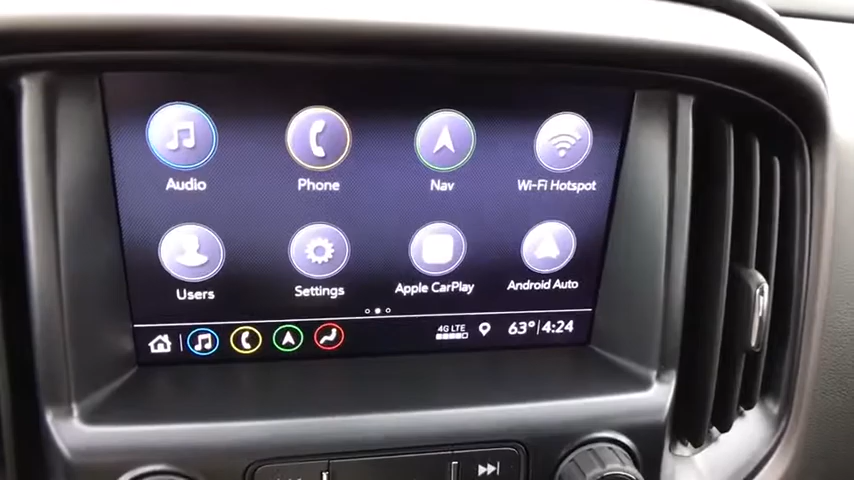 Audio Phone Nav Wi-Fi Hotspot
Users Settings Apple CarPlay Android Auto
4G LTE 63° 4:24